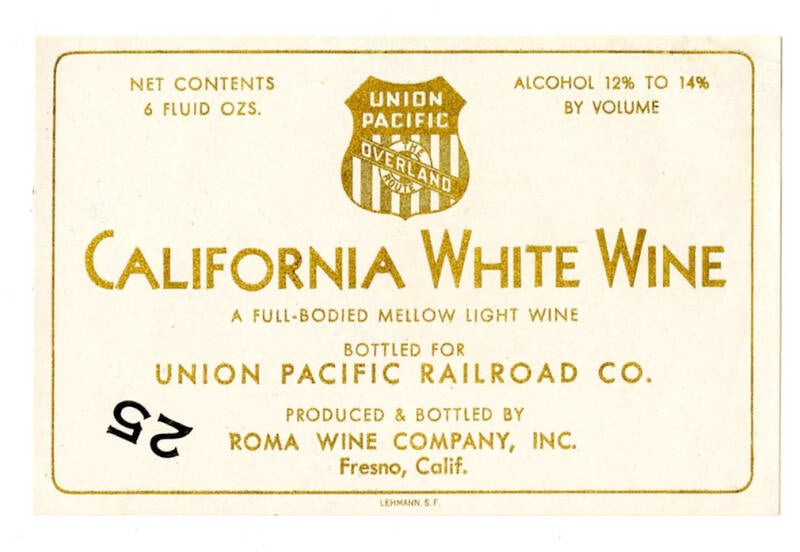 NET CONTENTS
6 FLUID OZS.
ALCOHOL 12% TO 14%
BY VOLUME
UNION
PACIFIC
THE
OVERLAND
ROUTE
CALIFORNIA WHITE WINE
A FULL-BODIED MELLOW LIGHT WINE
BOTTLED FOR
UNION PACIFIC RAILROAD CO.
25
PRODUCED & BOTTLED BY
ROMA WINE COMPANY, INC.
Fresno, Calif.
LEHMANN, S.F.